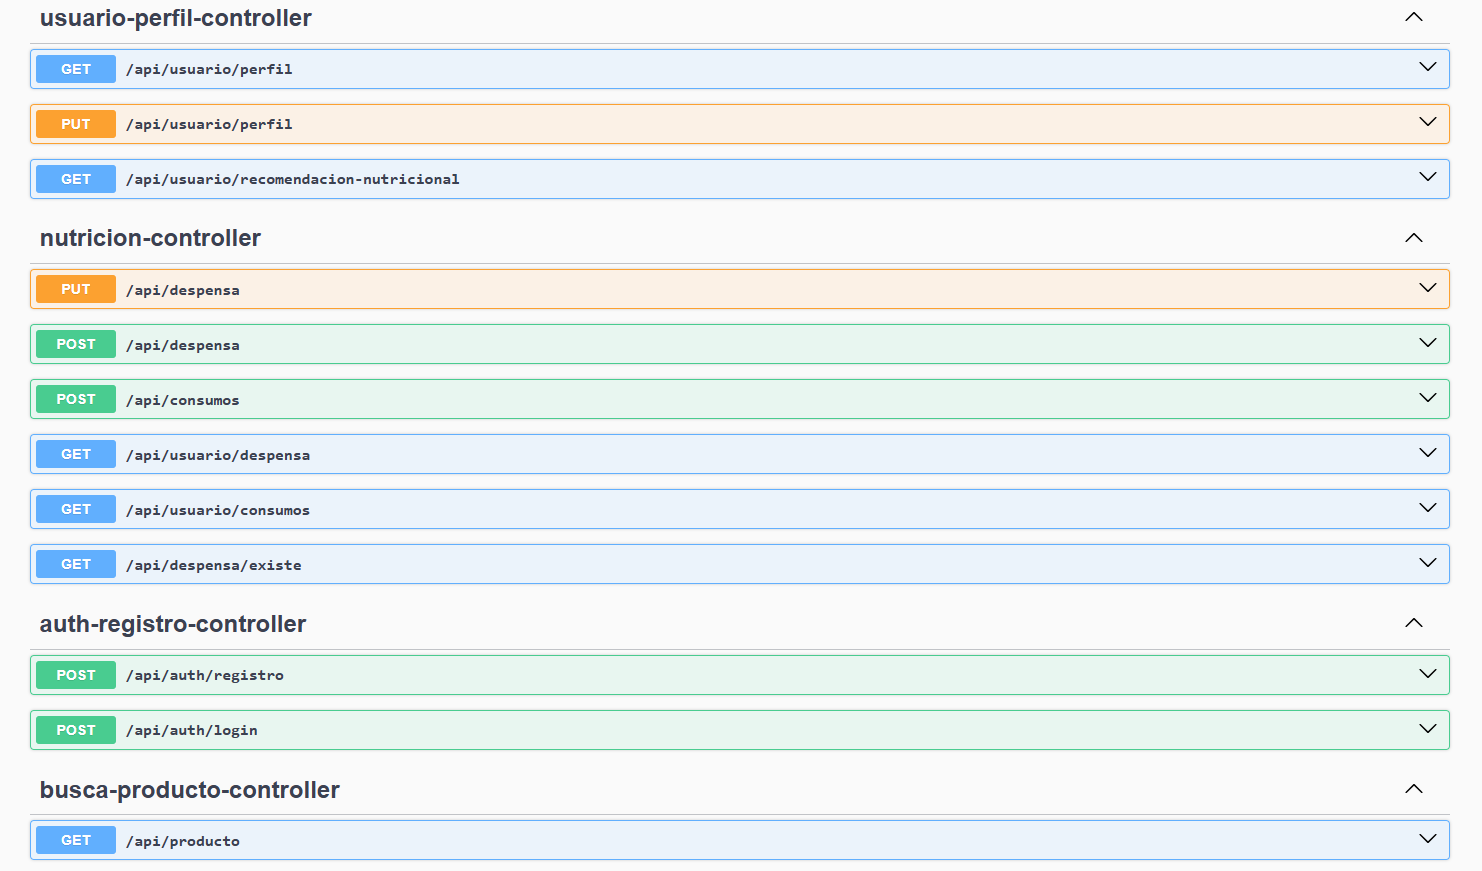 usuario-perfil-controller
GET /api/usuario/perfil
PUT /api/usuario/perfil
GET /api/usuario/recomendacion-nutricional
nutricion-controller
PUT /api/despensa
POST /api/despensa
POST /api/consumos
GET /api/usuario/despensa
GET /api/usuario/consumos
GET /api/despensa/existe
auth-registro-controller
POST /api/auth/registro
POST /api/auth/login
busca-producto-controller
GET /api/producto